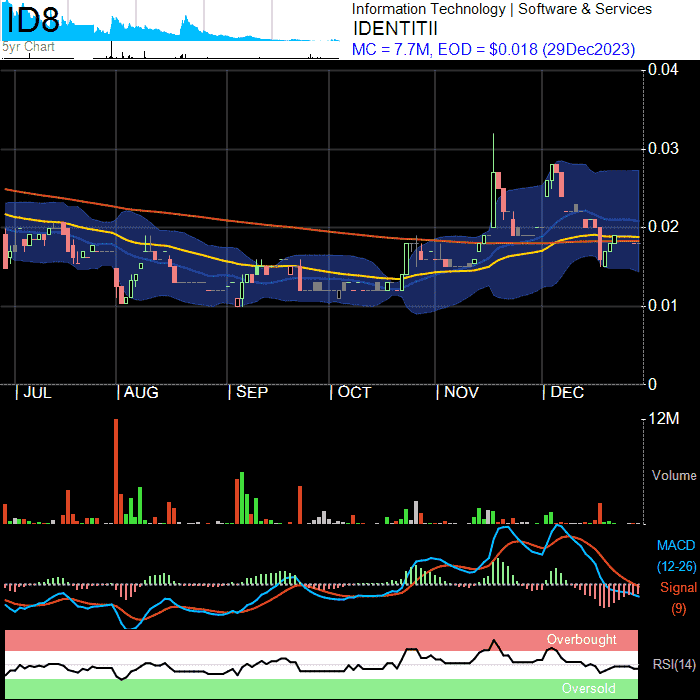 ID8
5yr Chart
Information Technology | Software & Services
IDENTITII
MC = 7.7M, EOD = $0.018 (29Dec2023)
0.04
0.03
0.02
0.01
0
| JUL | AUG | SEP | OCT | NOV | DEC
12M
Volume
MACD
(12-26)
Signal
(9)
Overbought
RSI(14)
Oversold